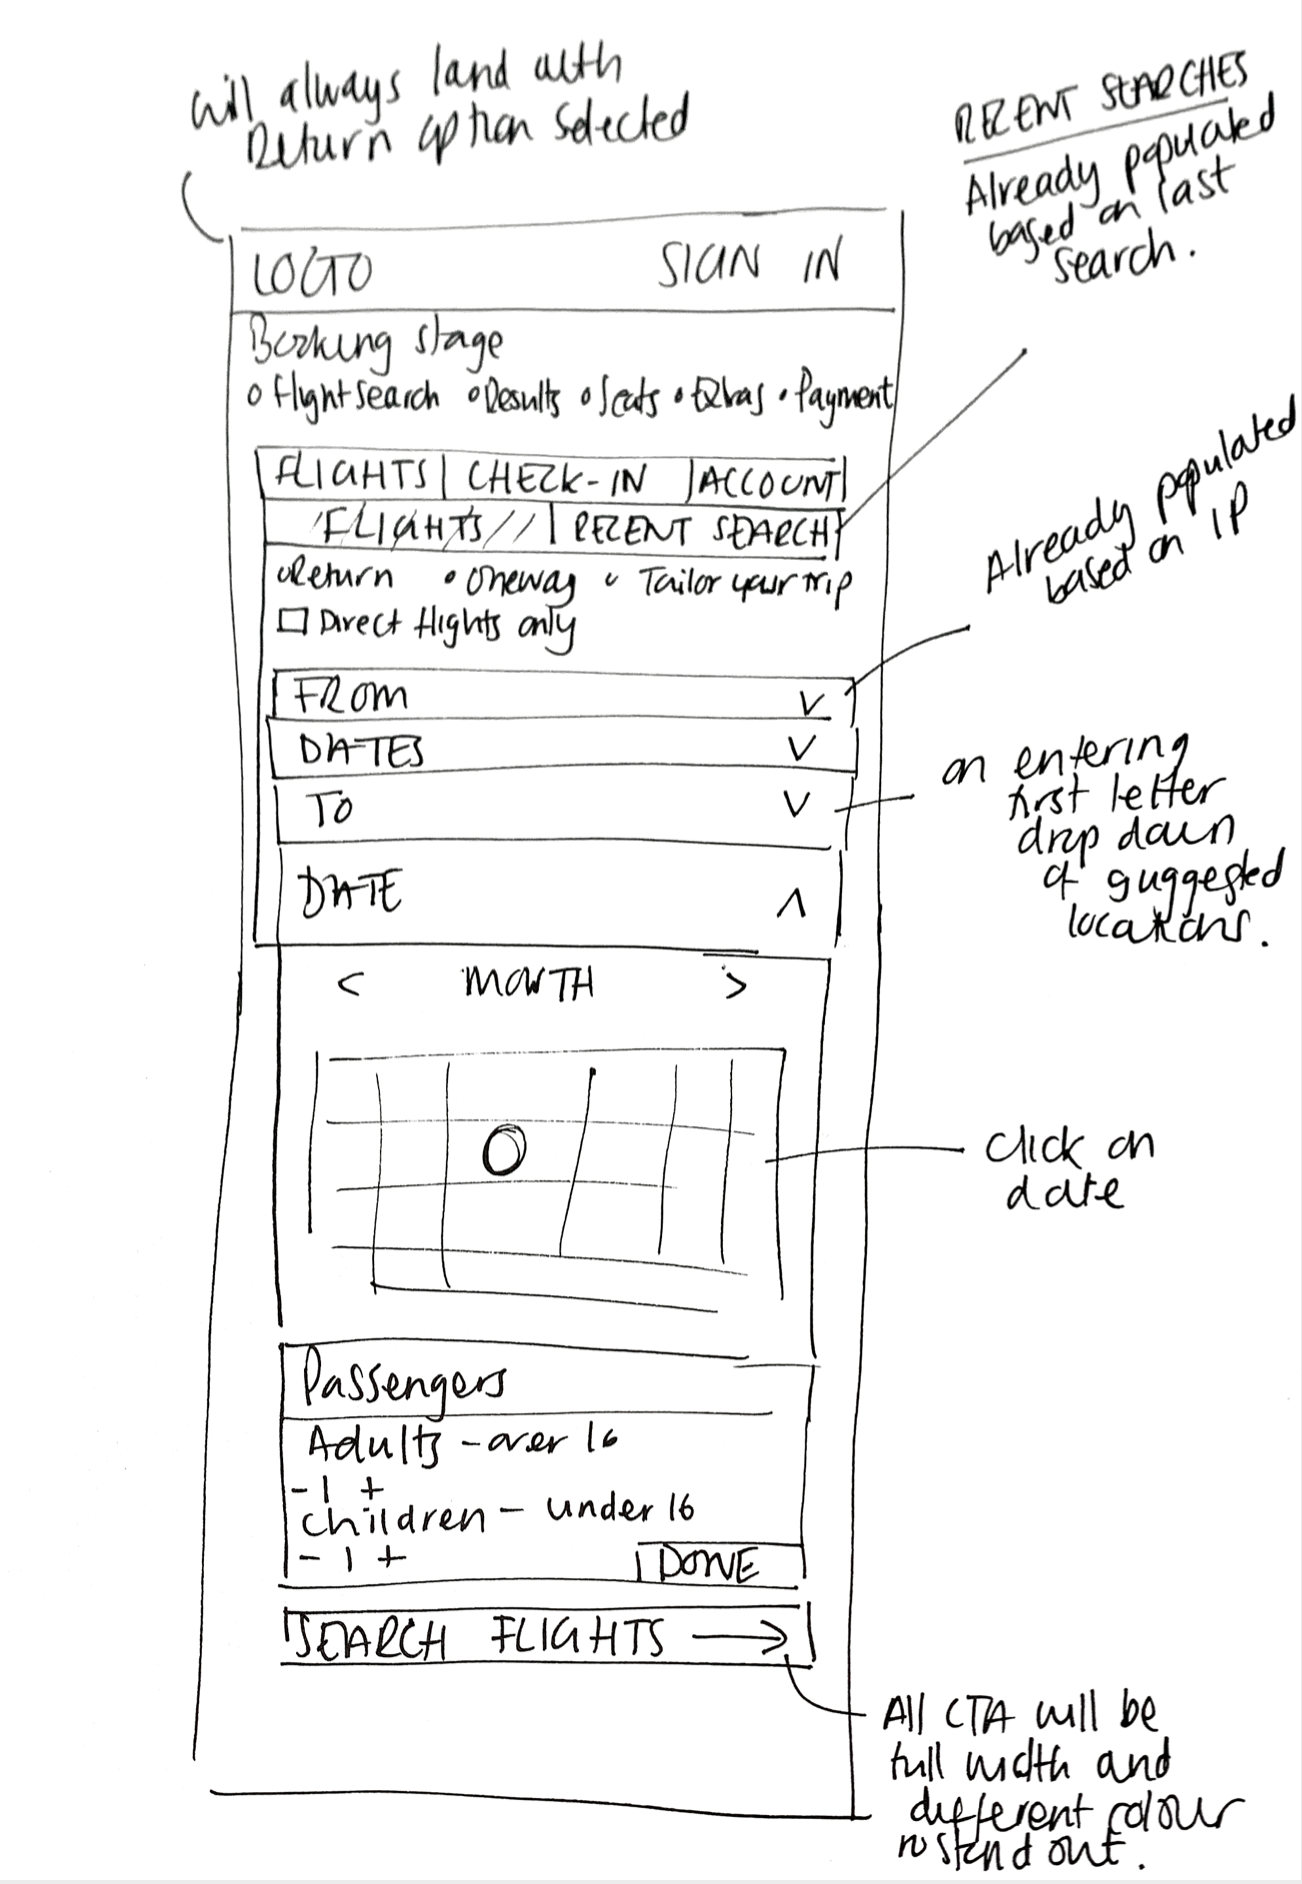 will always land with
Return option selected
RECENT SEARCHES
Already populated
based on last
search.
LOGO SIGN IN
Booking stage
Flight search Results Seats Extras Payment
FLIGHTS | CHECK-IN | ACCOUNT
FLIGHTS | RECENT SEARCH
Return Oneway Tailor your trip
Direct flights only
Already populated
based on IP
FROM V
DATES V
TO V
on entering
first letter
drop down
of guggested
locations.
DATE ʌ
< MONTH >
Click on
date
Passengers
Adults - over 16
- 1 +
children - under 16
- 1 +
DONE
SEARCH FLIGHTS →
All CTA will be
full width and
different colour
to stand out.